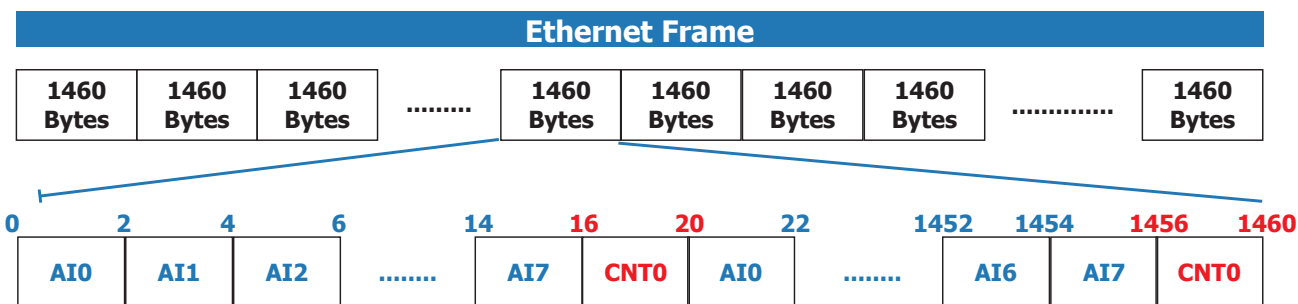 Ethernet Frame
1460 1460 1460 1460 1460 1460 1460 1460
Bytes Bytes Bytes ......... Bytes Bytes Bytes Bytes .............. Bytes
0 2 4 6 14 16 20 22 1452 1454 1456 1460
AI0 AI1 AI2 ........ AI7 CNT0 AI0 ........ AI6 AI7 CNT0